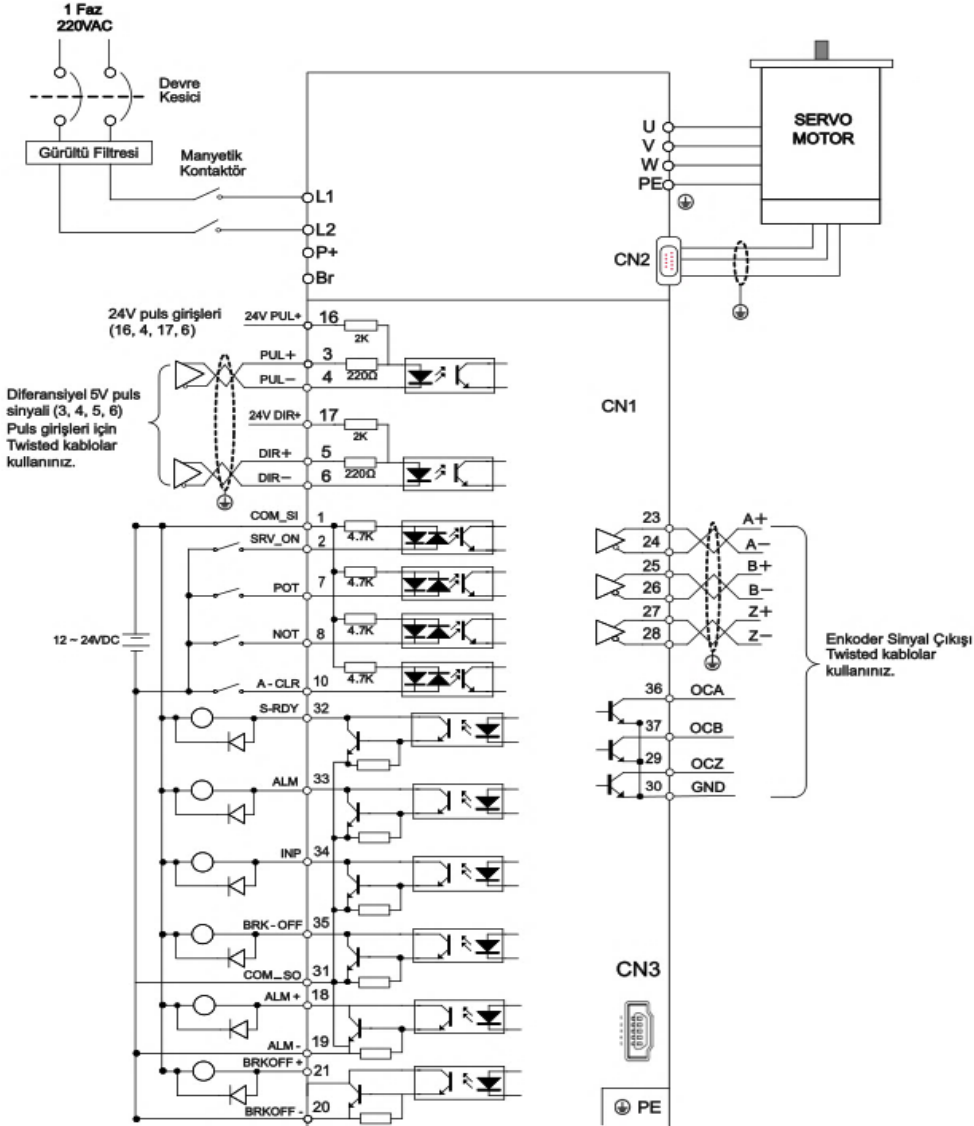 1 Faz
220VAC
Devre
Kesici
Gürültü Filtresi
Manyetik
Kontaktör
L1
L2
P+
Br
U
V
W
PE
SERVO
MOTOR
CN2
24V puls girişleri
(16, 4, 17, 6)
24V PUL+ 16
2K
PUL+ 3
220Ω
PUL− 4
Diferansiyel 5V puls
sinyali (3, 4, 5, 6)
Puls girişleri için
Twisted kablolar
kullanınız.
24V DIR+ 17
2K
DIR+ 5
220Ω
DIR− 6
CN1
COM_SI 1
4.7K
SRV_ON 2
4.7K
POT 7
4.7K
NOT 8
4.7K
A-CLR 10
12 ~ 24VDC
S-RDY 32
ALM 33
INP 34
BRK-OFF 35
COM_SO 31
ALM+ 18
ALM- 19
BRKOFF+ 21
BRKOFF- 20
23 A+
24 A−
25 B+
26 B−
27 Z+
28 Z−
Enkoder Sinyal Çıkışı
Twisted kablolar
kullanınız.
36 OCA
37 OCB
29 OCZ
30 GND
CN3
PE